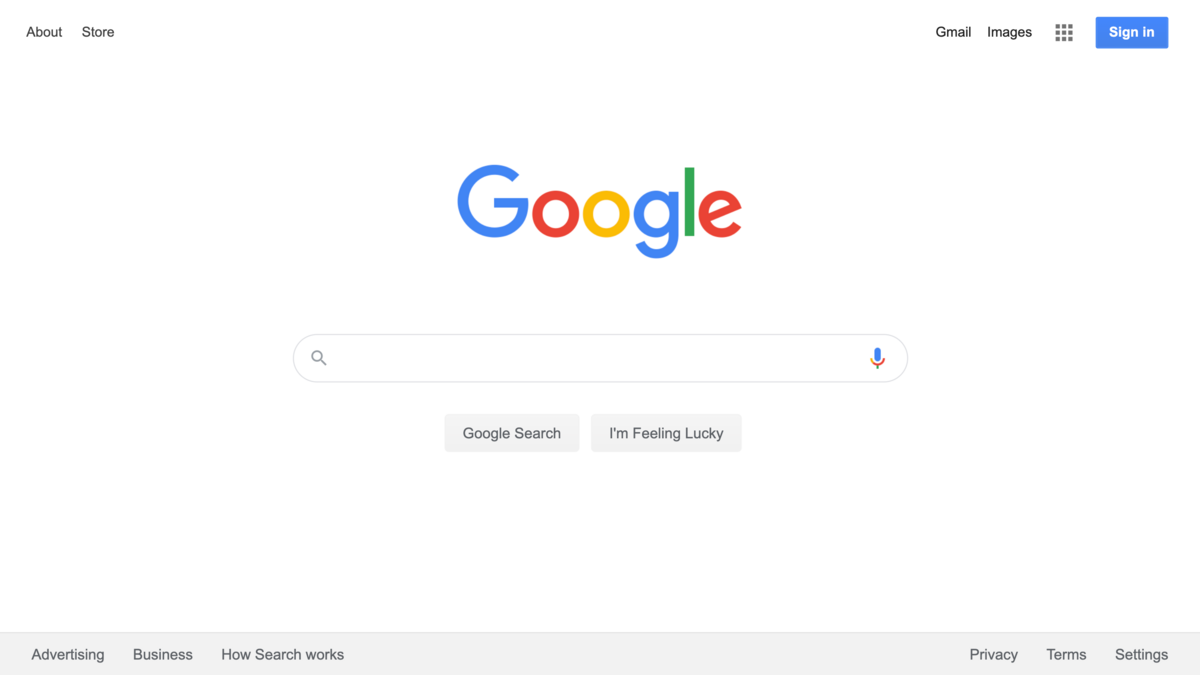 About Store Gmail Images Sign in
Google
Google Search I'm Feeling Lucky
Advertising Business How Search works Privacy Terms Settings